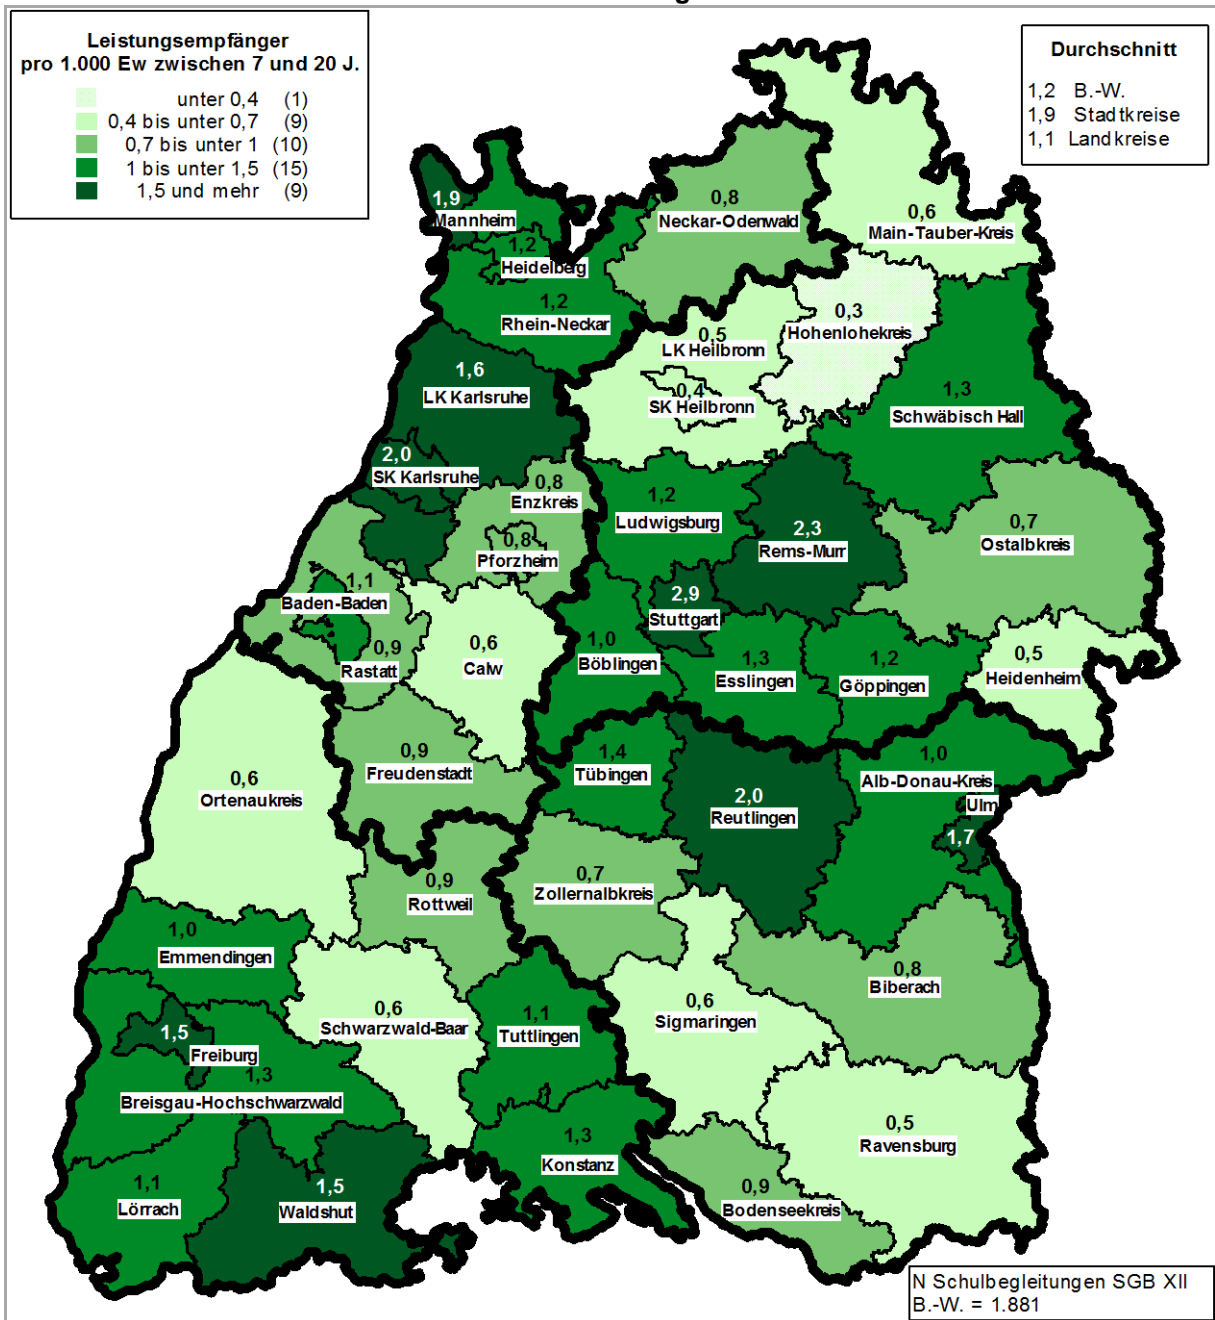 Leistungsempfänger
pro 1.000 Ew zwischen 7 und 20 J.
unter 0,4 (1)
0,4 bis unter 0,7 (9)
0,7 bis unter 1 (10)
1 bis unter 1,5 (15)
1,5 und mehr (9)
Durchschnitt
1,2 B.-W.
1,9 Stadtkreise
1,1 Landkreise
1,9
Mannheim
1,2
Heidelberg
1,2
Rhein-Neckar
0,8
Neckar-Odenwald
0,6
Main-Tauber-Kreis
0,3
Hohenlohekreis
0,5
LK Heilbronn
0,4
SK Heilbronn
1,3
Schwäbisch Hall
1,6
LK Karlsruhe
2,0
SK Karlsruhe
0,8
Enzkreis
0,8
Pforzheim
1,2
Ludwigsburg
2,3
Rems-Murr
0,7
Ostalbkreis
1,1
Baden-Baden
0,9
Rastatt
0,6
Calw
2,9
Stuttgart
1,0
Böblingen
1,3
Esslingen
1,2
Göppingen
0,5
Heidenheim
0,9
Freudenstadt
1,4
Tübingen
2,0
Reutlingen
1,0
Alb-Donau-Kreis
Ulm
1,7
0,6
Ortenaukreis
0,9
Rottweil
0,7
Zollernalbkreis
0,8
Biberach
1,0
Emmendingen
0,6
Schwarzwald-Baar
1,1
Tuttlingen
0,6
Sigmaringen
1,5
Freiburg
1,3
Breisgau-Hochschwarzwald
1,3
Konstanz
0,5
Ravensburg
1,1
Lörrach
1,5
Waldshut
0,9
Bodenseekreis
N Schulbegleitungen SGB XII
B.-W. = 1.881